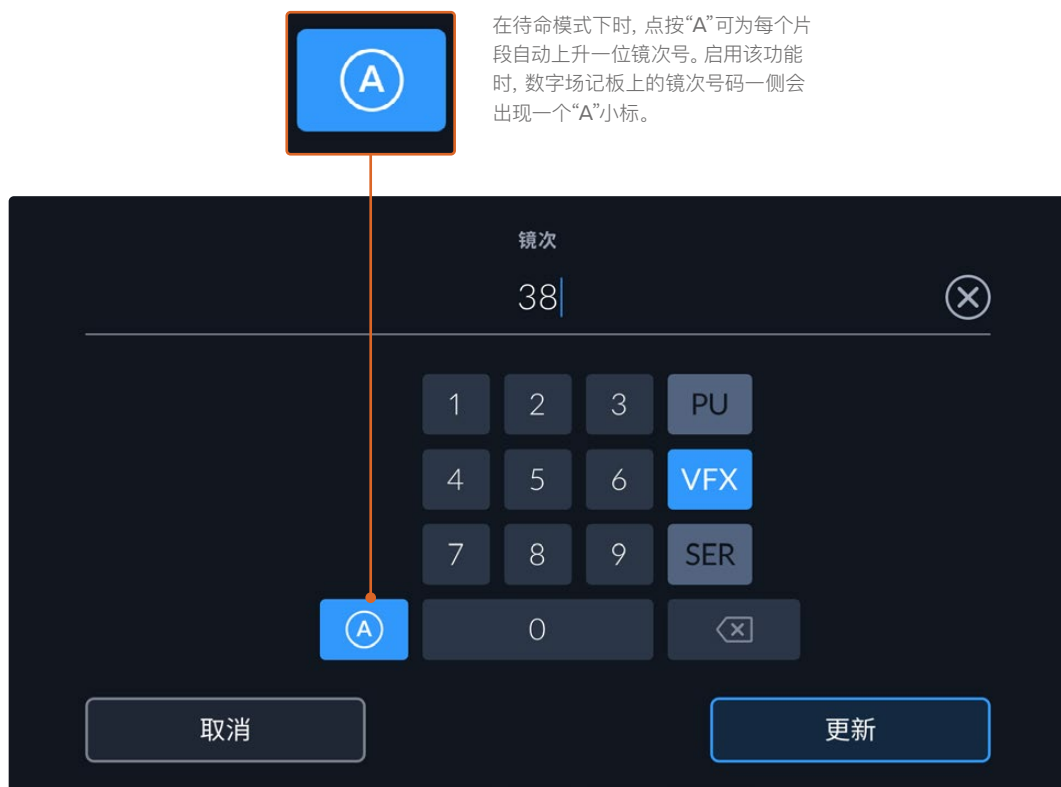 A
在待命模式下时，点按“A”可为每个片
段自动上升一位镜次号。启用该功能
时，数字场记板上的镜次号码一侧会
出现一个“A”小标。
镜次
38
1 2 3 PU
4 5 6 VFX
7 8 9 SER
A 0
取消 更新